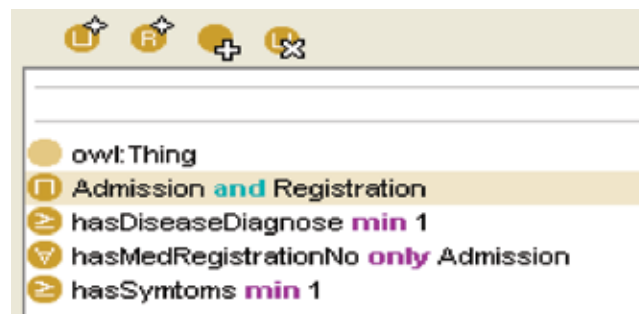 owl:Thing
Admission and Registration
hasDiseaseDiagnose min 1
hasMedRegistrationNo only Admission
hasSymtoms min 1